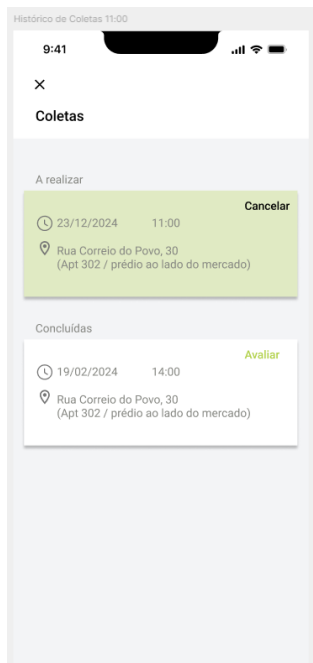 Histórico de Coletas 11:00
9:41
Coletas
A realizar
Cancelar
23/12/2024 11:00
Rua Correio do Povo, 30
(Apt 302 / prédio ao lado do mercado)
Concluídas
Avaliar
19/02/2024 14:00
Rua Correio do Povo, 30
(Apt 302 / prédio ao lado do mercado)